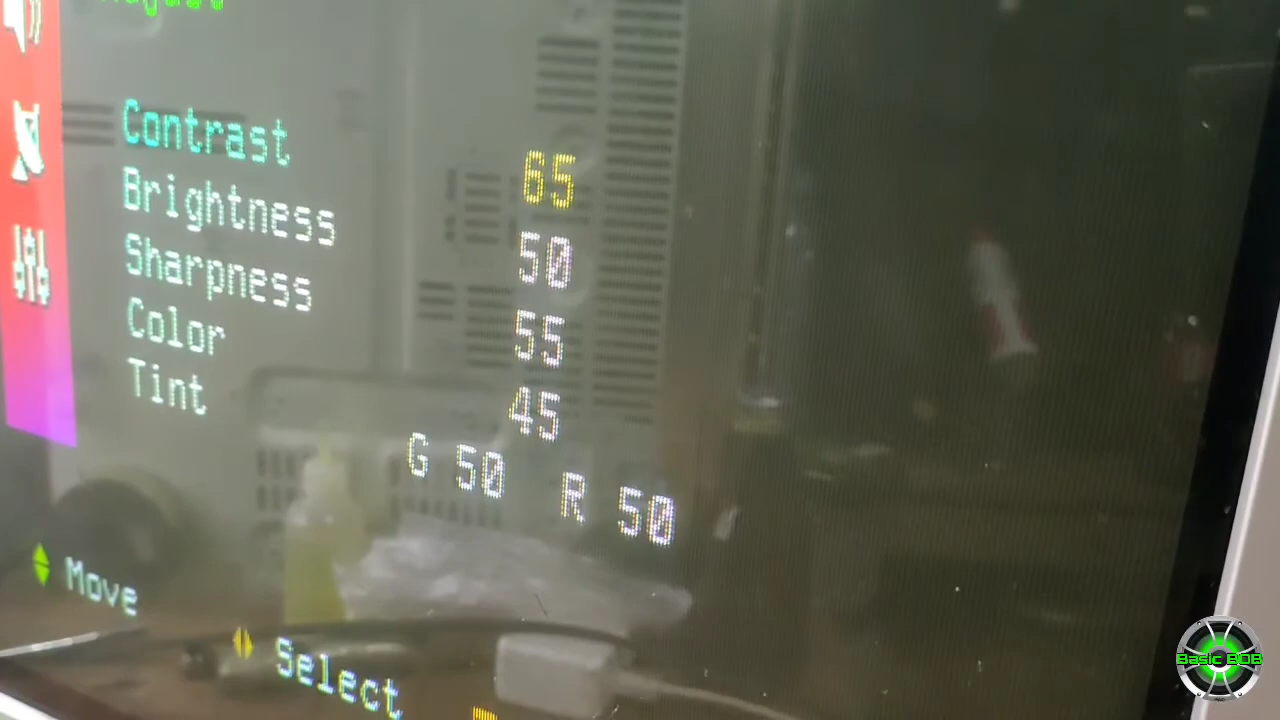 Contrast 65
Brightness 50
Sharpness 55
Color 45
Tint G 50 R 50
Move
Select
Basic BOB